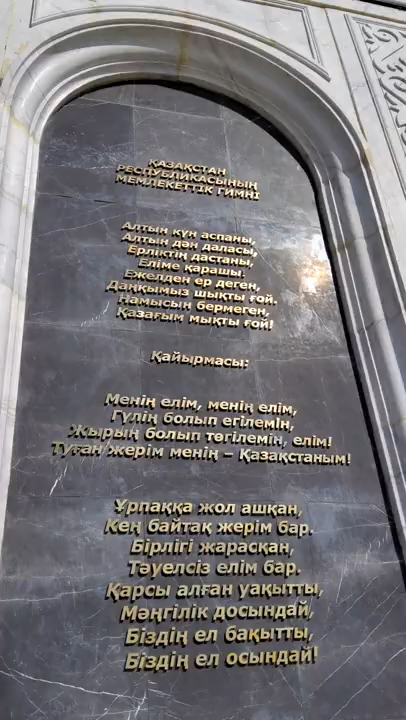 ҚАЗАҚСТАН
РЕСПУБЛИКАСЫНЫҢ
МЕМЛЕКЕТТІК ГИМНІ
Алтын күн аспаны,
Алтын дән даласы,
Ерліктің дастаны,
Еліме қарашы!
Ежелден ер деген,
Даңқымыз шықты ғой.
Намысын бермеген,
Қазағым мықты ғой!
Қайырмасы:
Менің елім, менің елім,
Гүлің болып егілемін,
Жырың болып төгілемін, елім!
Туған жерім менің – Қазақстаным!
Ұрпаққа жол ашқан,
Кең байтақ жерім бар.
Бірлігі жарасқан,
Тәуелсіз елім бар.
Қарсы алған уақытты,
Мәңгілік досындай,
Біздің ел бақытты,
Біздің ел осындай!